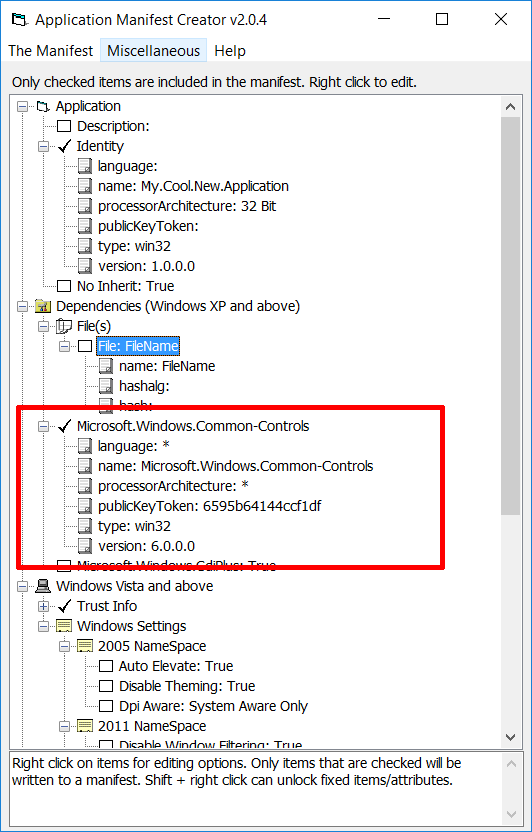 Application Manifest Creator v2.0.4
The Manifest Miscellaneous Help
Only checked items are included in the manifest. Right click to edit.
Application
Description:
Identity
language:
name: My.Cool.New.Application
processorArchitecture: 32 Bit
publicKeyToken:
type: win32
version: 1.0.0.0
No Inherit: True
Dependencies (Windows XP and above)
File(s)
File: FileName
name: FileName
hashalg:
hash:
Microsoft.Windows.Common-Controls
language: *
name: Microsoft.Windows.Common-Controls
processorArchitecture: *
publicKeyToken: 6595b64144ccf1df
type: win32
version: 6.0.0.0
Microsoft.Windows.GdiPlus: True
Windows Vista and above
Trust Info
Windows Settings
2005 NameSpace
Auto Elevate: True
Disable Theming: True
Dpi Aware: System Aware Only
2011 NameSpace
Disable Window Filtering: True
Right click on items for editing options. Only items that are checked will be
written to a manifest. Shift + right click can unlock fixed items/attributes.